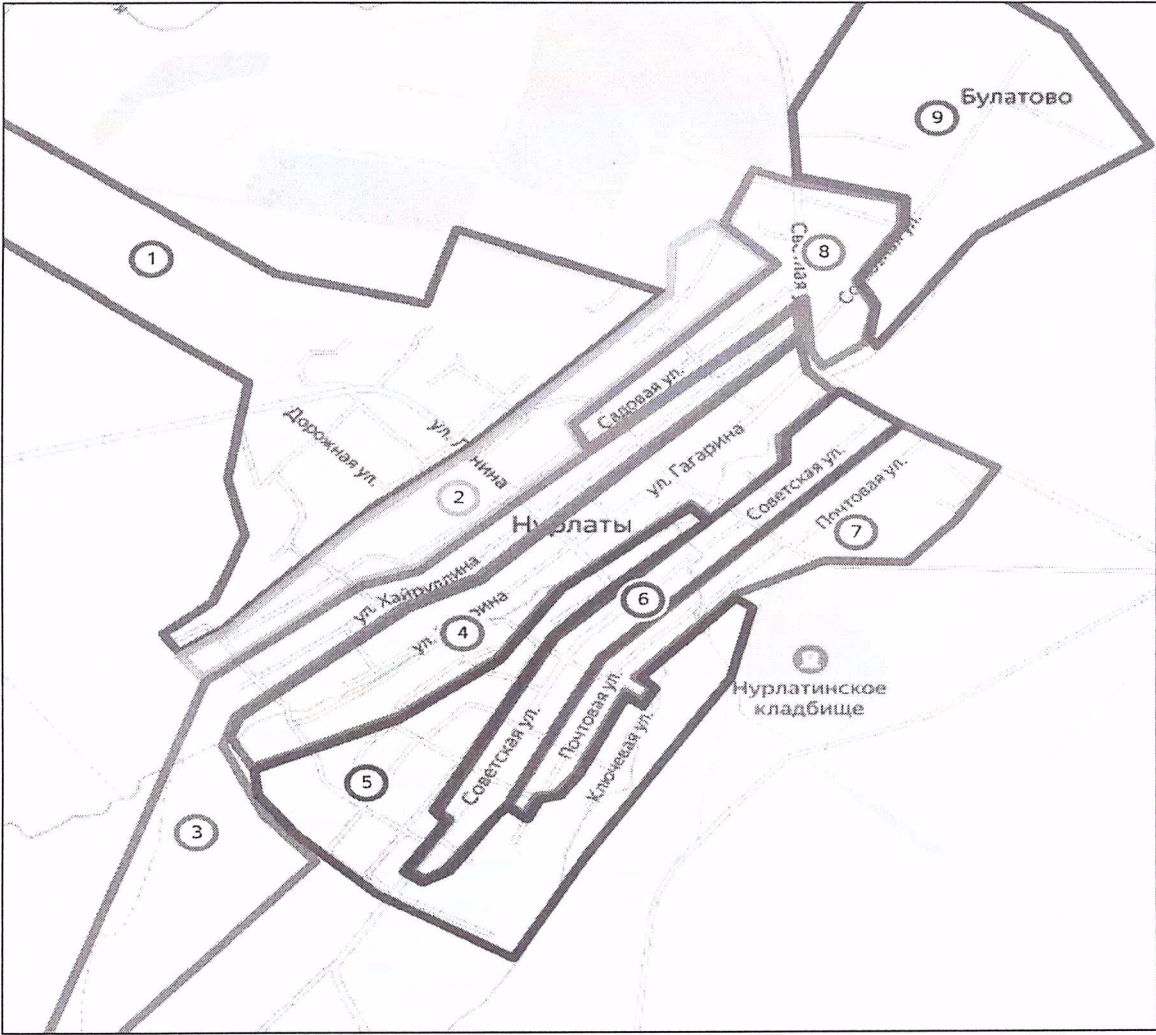 Булатово
9
8
1
Садовая ул.
Дорожная ул.
ул. Гагарина
2
Нурлаты
Советская ул.
Почтовая ул.
7
ул. Хайруллина
6
4
Нурлатинское
кладбище
Почтовая ул.
Советская ул.
Ключевая ул.
5
3